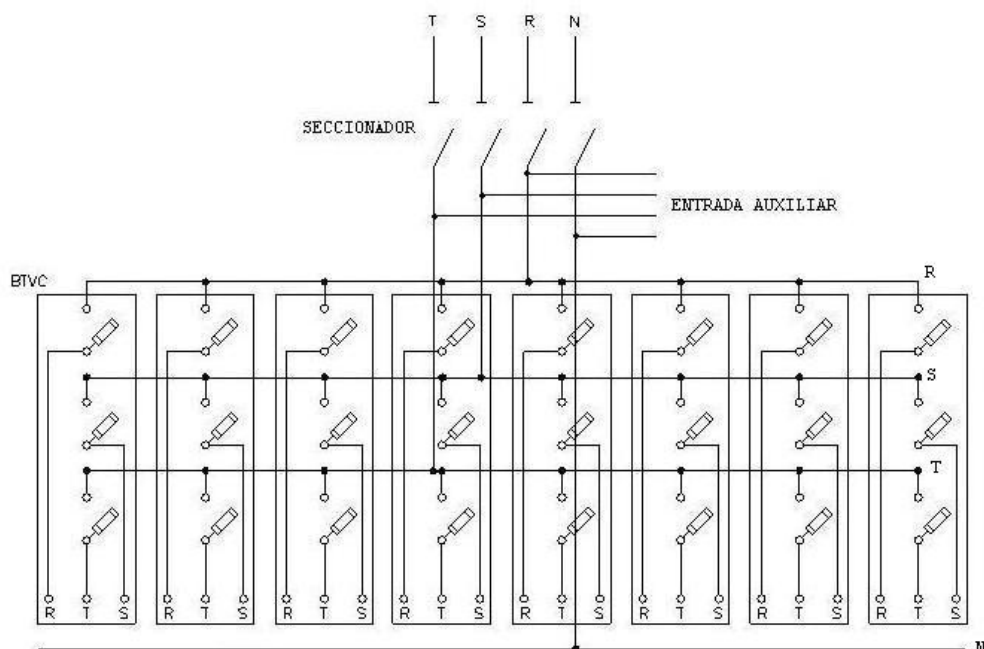 T S R N
SECCIONADOR
ENTRADA AUXILIAR
BTVC R
S
T
R T S R T S R T S R T S R T S R T S R T S R T S
N